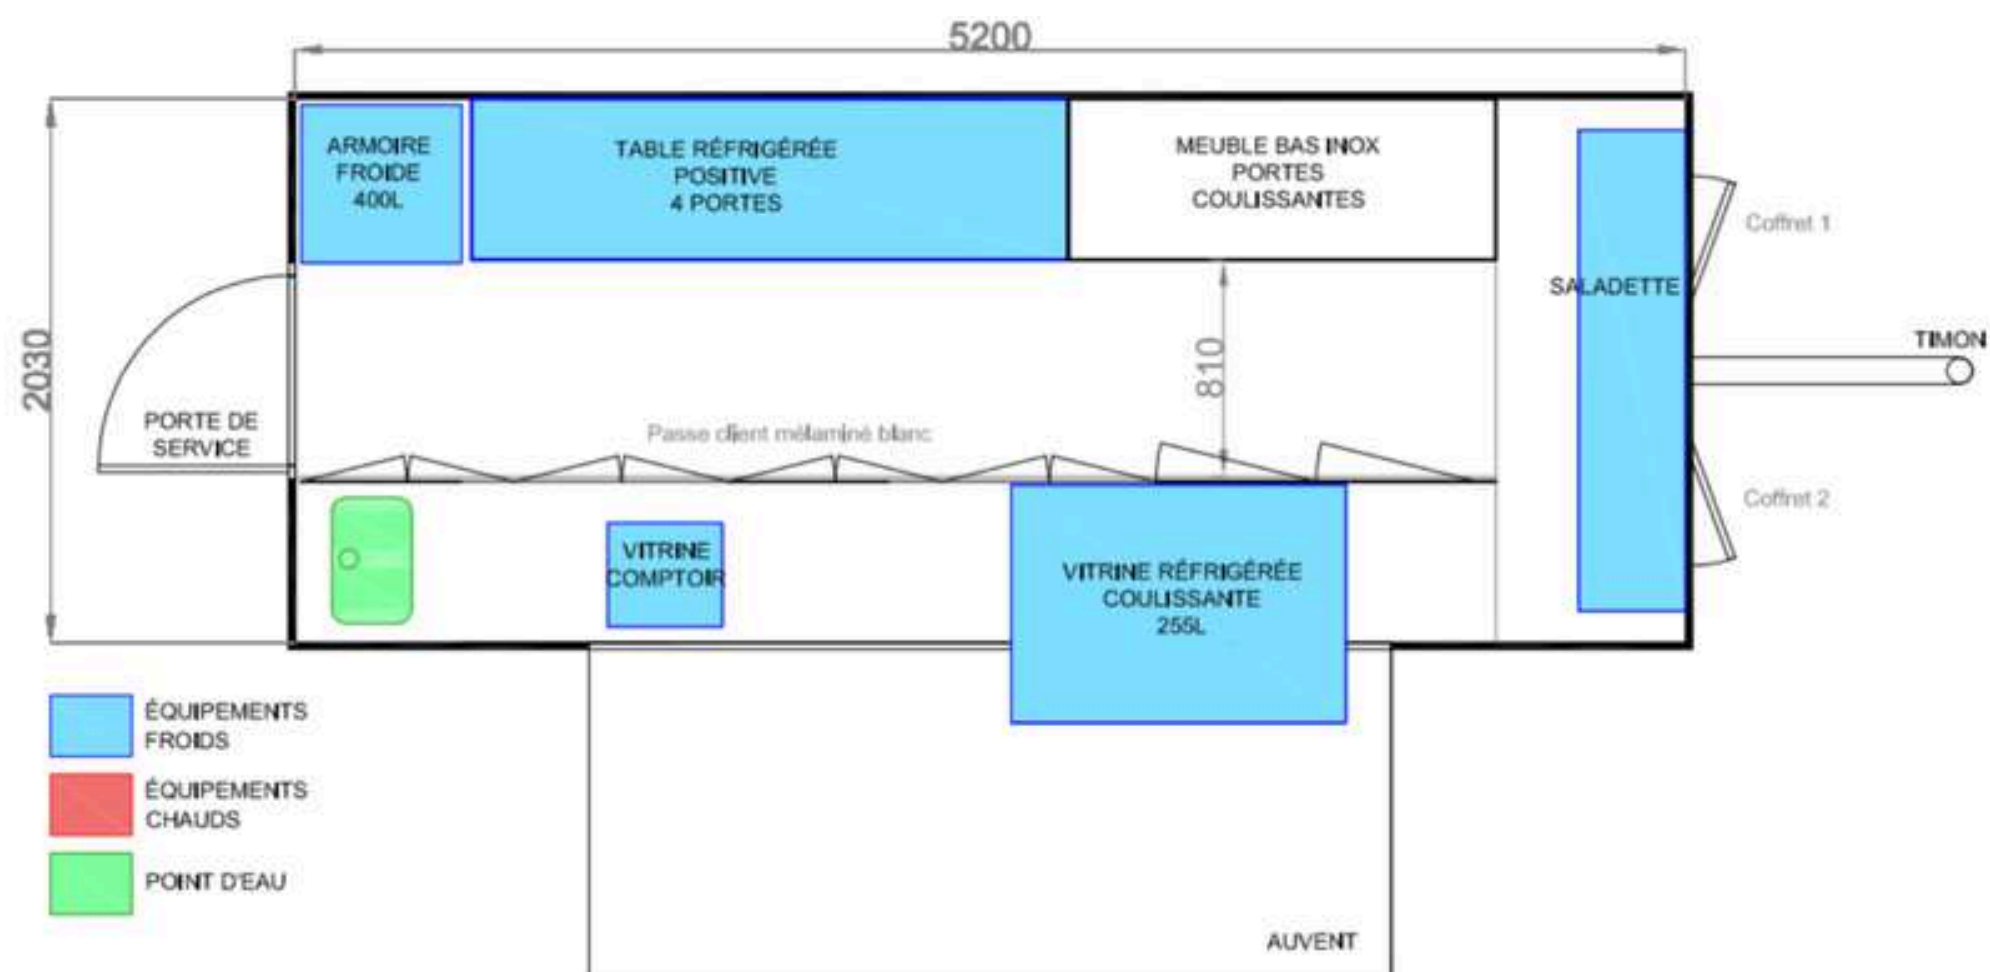 5200
2030
ARMOIRE
FROIDE
400L
TABLE RÉFRIGÉRÉE
POSITIVE
4 PORTES
MEUBLE BAS INOX
PORTES
COULISSANTES
Coffret 1
SALADETTE
TIMON
810
PORTE DE
SERVICE
Passe client mélaminé blanc
Coffret 2
VITRINE
COMPTOIR
VITRINE RÉFRIGÉRÉE
COULISSANTE
255L
ÉQUIPEMENTS
FROIDS
ÉQUIPEMENTS
CHAUDS
POINT D'EAU
AUVENT